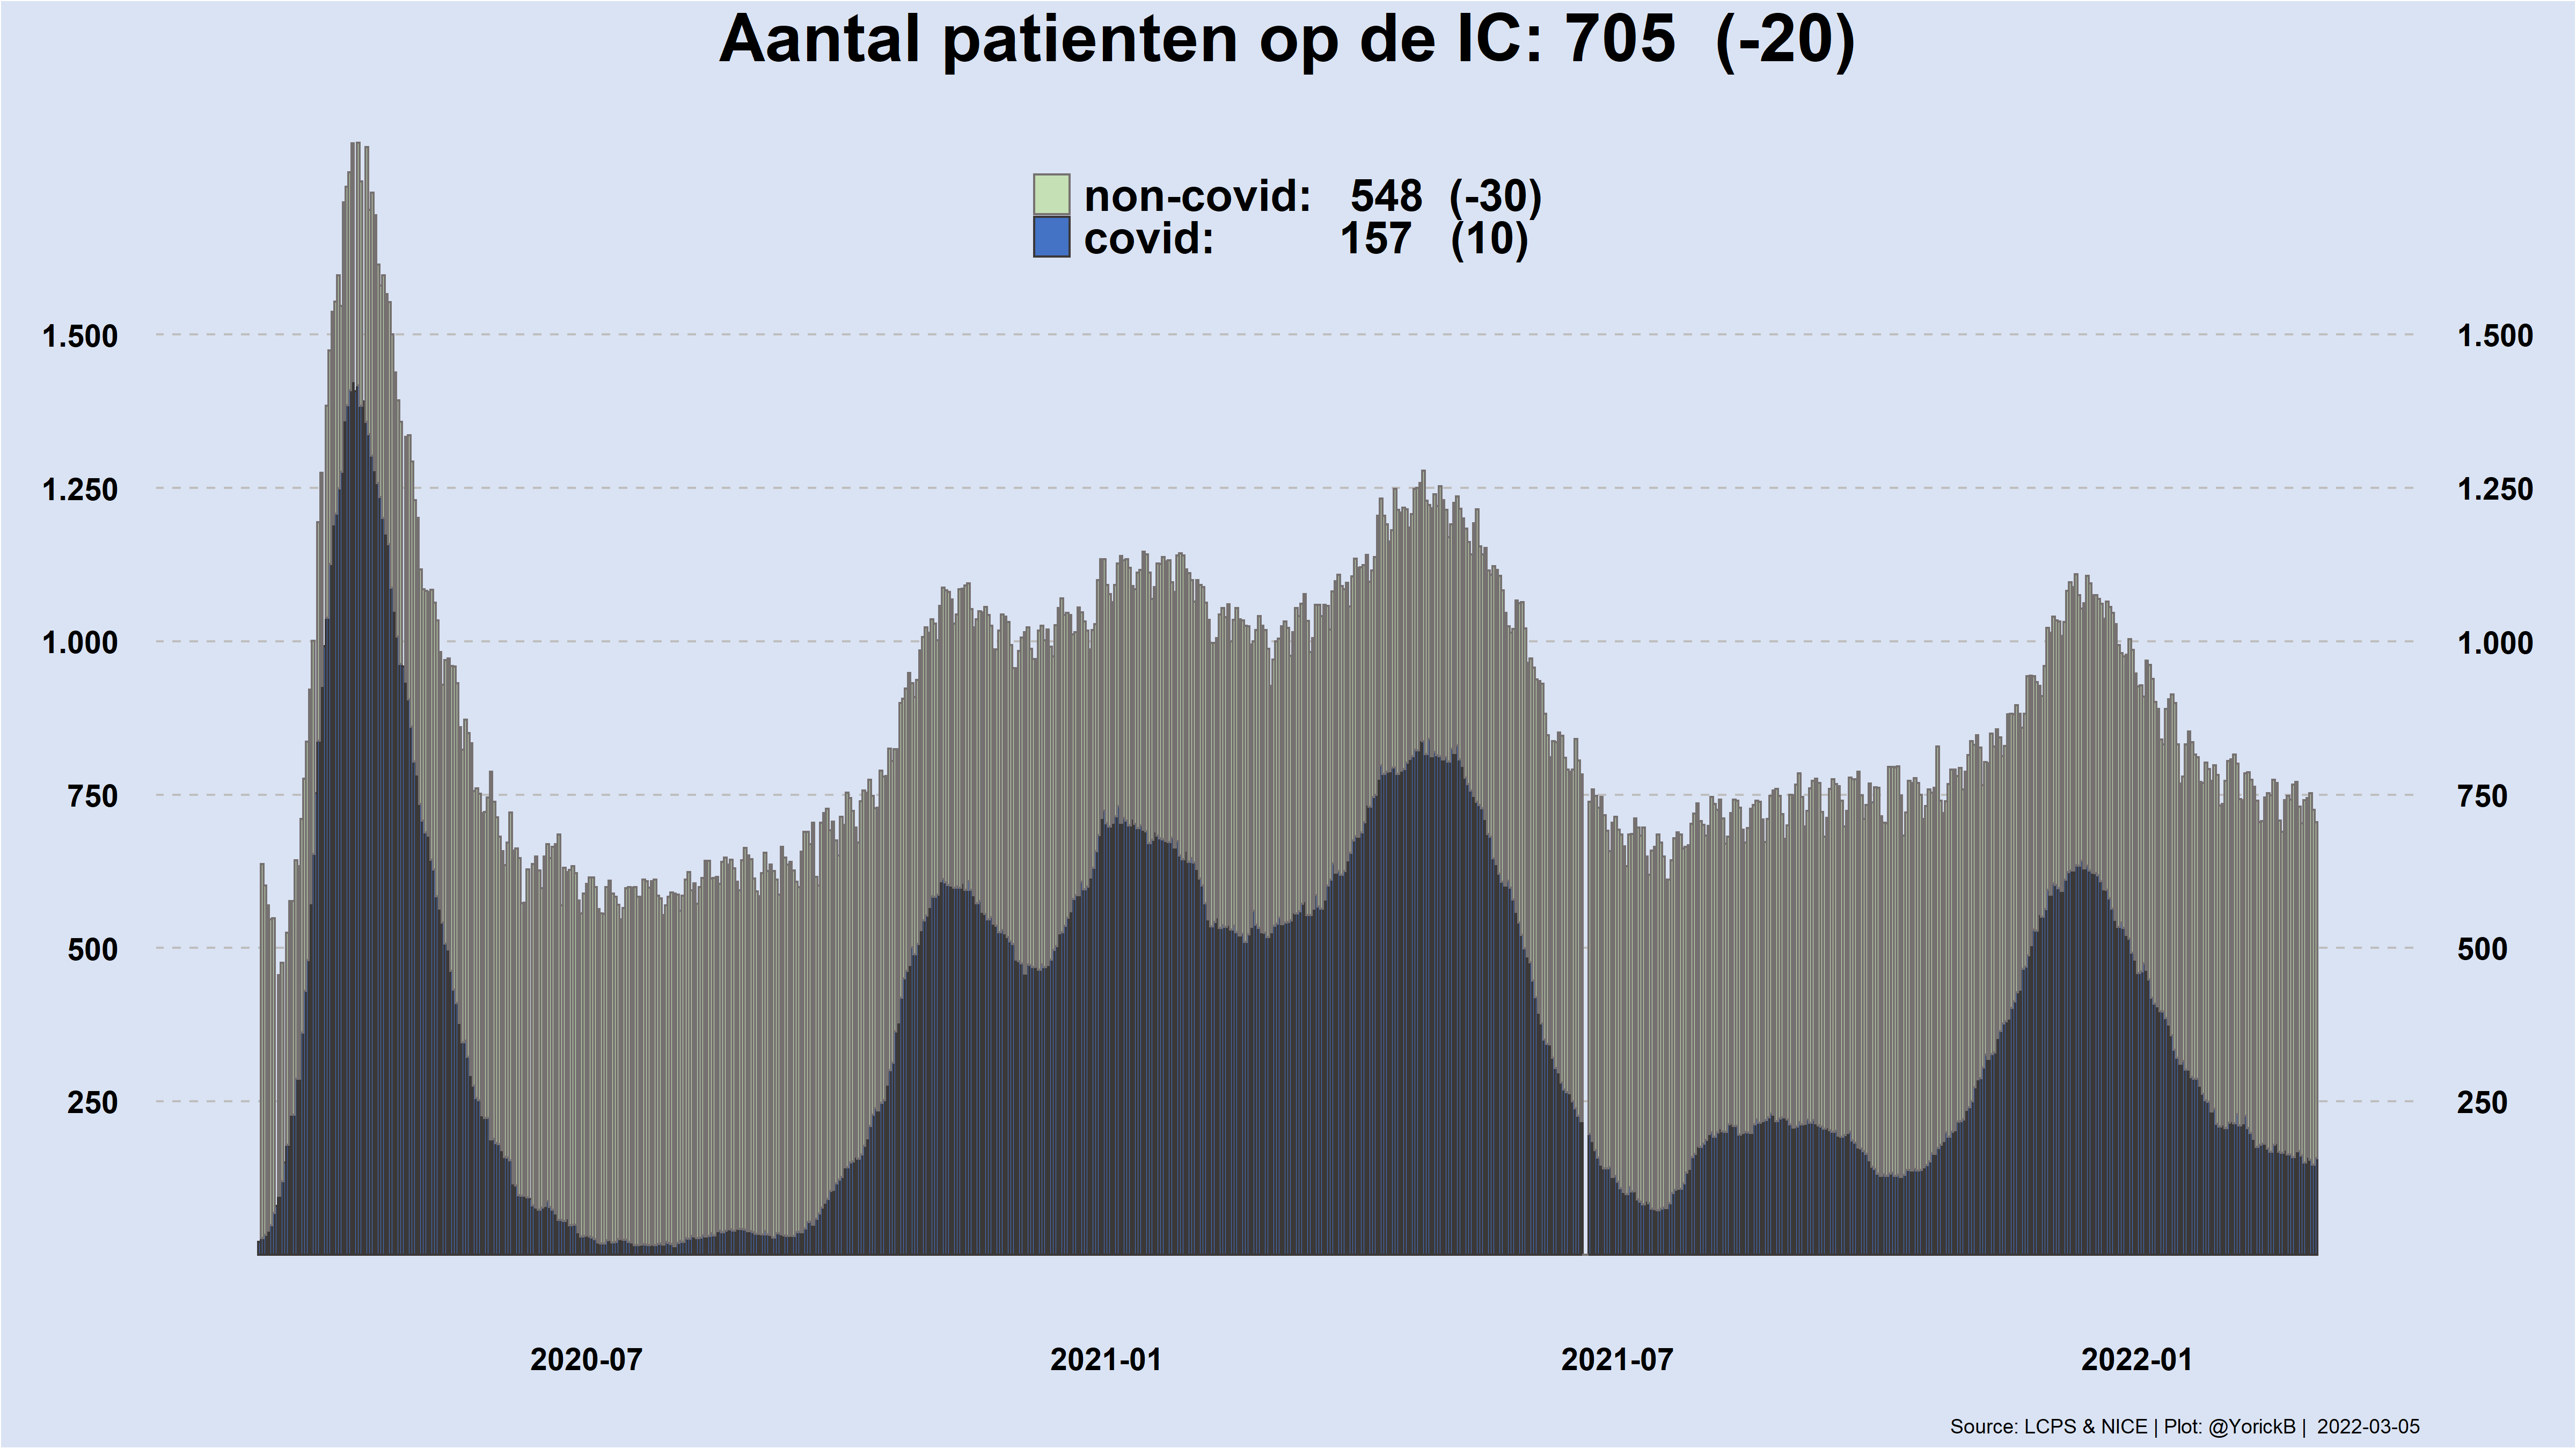 Aantal patienten op de IC: 705 (-20)
non-covid: 548 (-30)
covid: 157 (10)
1.500 1.500
1.250 1.250
1.000 1.000
750 750
500 500
250 250
2020-07 2021-01 2021-07 2022-01
Source: LCPS & NICE | Plot: @YorickB | 2022-03-05